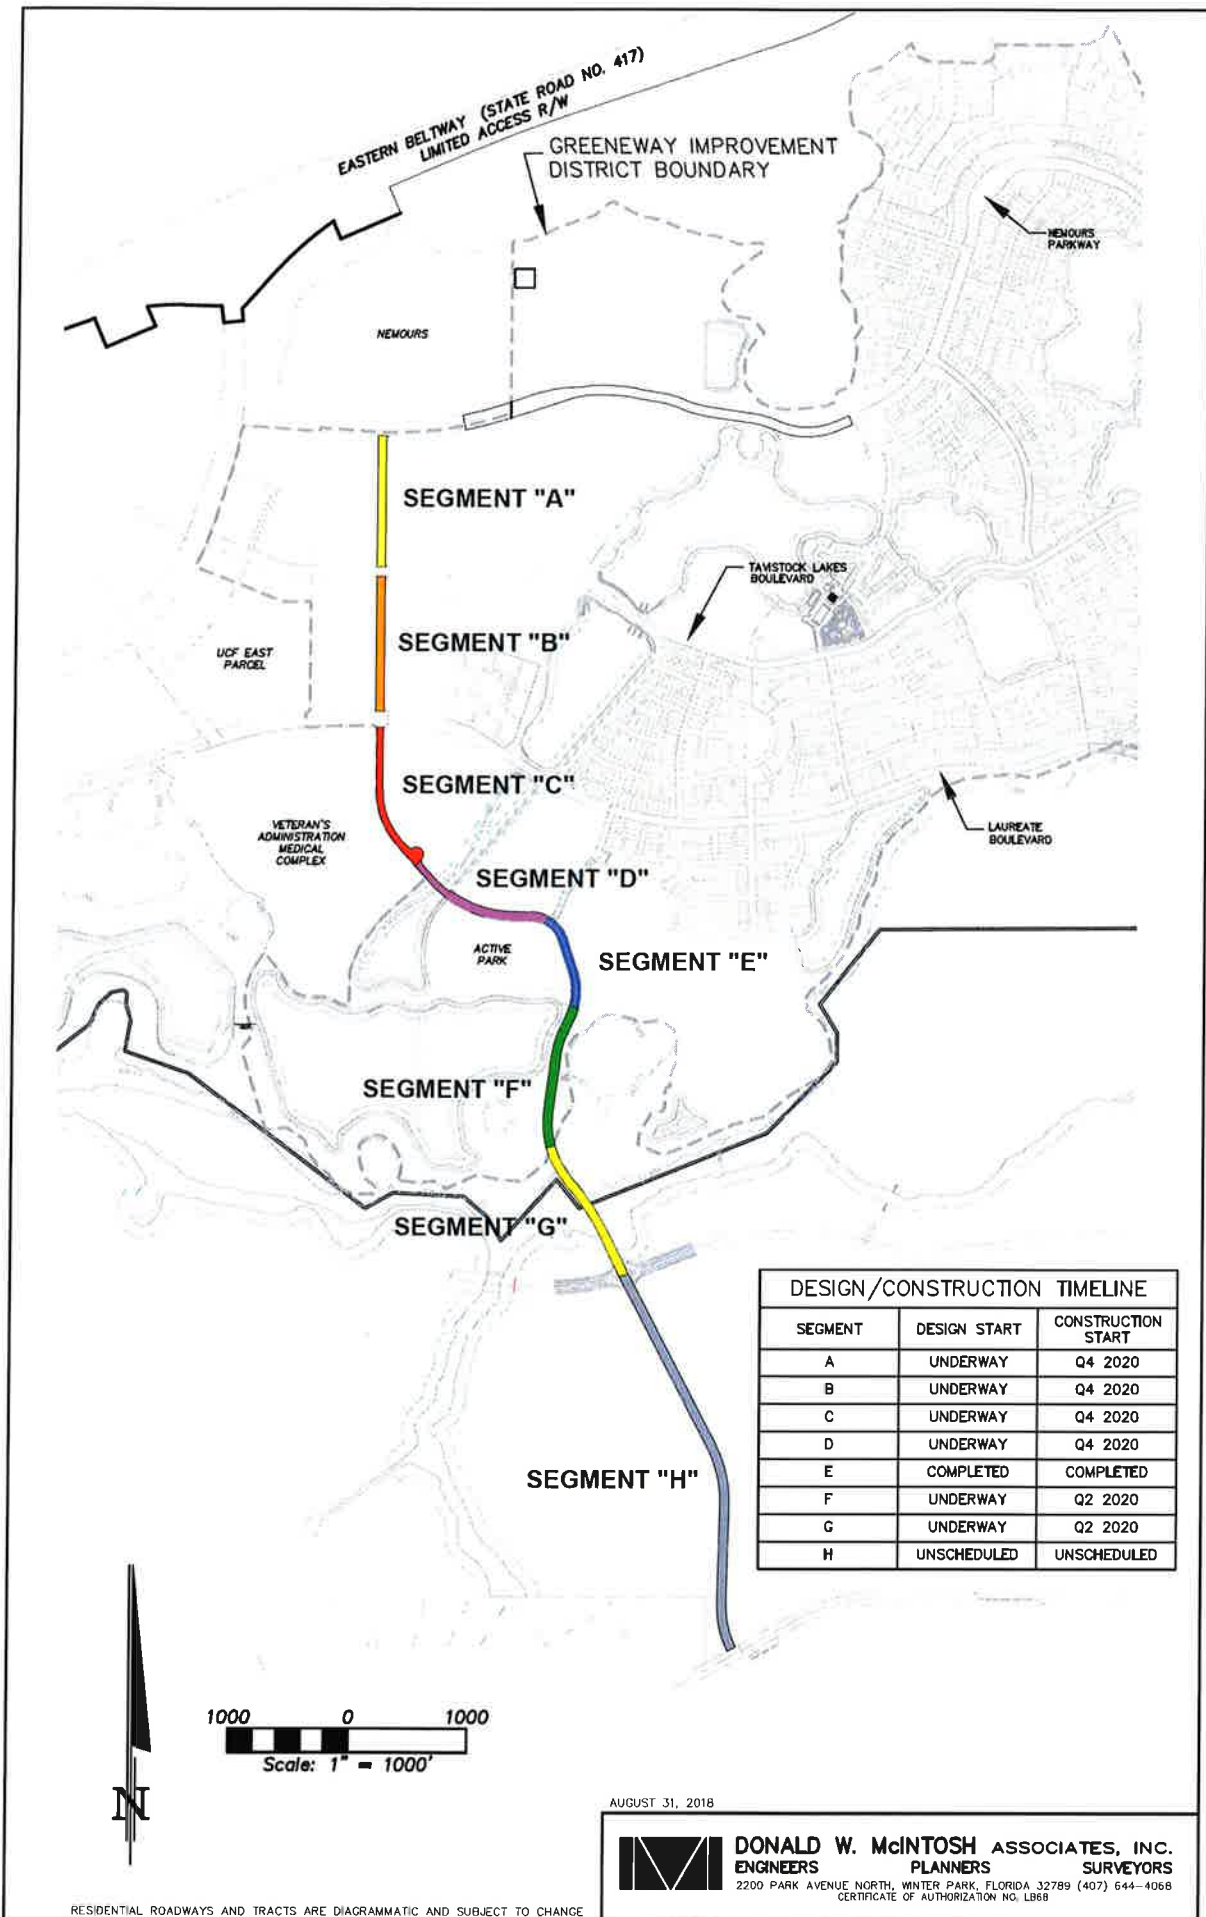 EASTERN BELTWAY (STATE ROAD NO. 417)
LIMITED ACCESS R/W
GREENEWAY IMPROVEMENT
DISTRICT BOUNDARY
NEMOURS
PARKWAY
NEMOURS
SEGMENT "A"
TAVISTOCK LAKES
BOULEVARD
SEGMENT "B"
UCF EAST
PARCEL
SEGMENT "C"
VETERAN'S
ADMINISTRATION
MEDICAL
COMPLEX
LAUREATE
BOULEVARD
SEGMENT "D"
ACTIVE
PARK
SEGMENT "E"
SEGMENT "F"
SEGMENT "G"
SEGMENT "H"
DESIGN/CONSTRUCTION TIMELINE
SEGMENT DESIGN START CONSTRUCTION START
A UNDERWAY Q4 2020
B UNDERWAY Q4 2020
C UNDERWAY Q4 2020
D UNDERWAY Q4 2020
E COMPLETED COMPLETED
F UNDERWAY Q2 2020
G UNDERWAY Q2 2020
H UNSCHEDULED UNSCHEDULED
1000 0 1000
Scale: 1" = 1000'
N
AUGUST 31, 2018
DONALD W. McINTOSH ASSOCIATES, INC.
ENGINEERS PLANNERS SURVEYORS
2200 PARK AVENUE NORTH, WINTER PARK, FLORIDA 32789 (407) 644-4068
CERTIFICATE OF AUTHORIZATION NO. LB68
RESIDENTIAL ROADWAYS AND TRACTS ARE DIAGRAMMATIC AND SUBJECT TO CHANGE